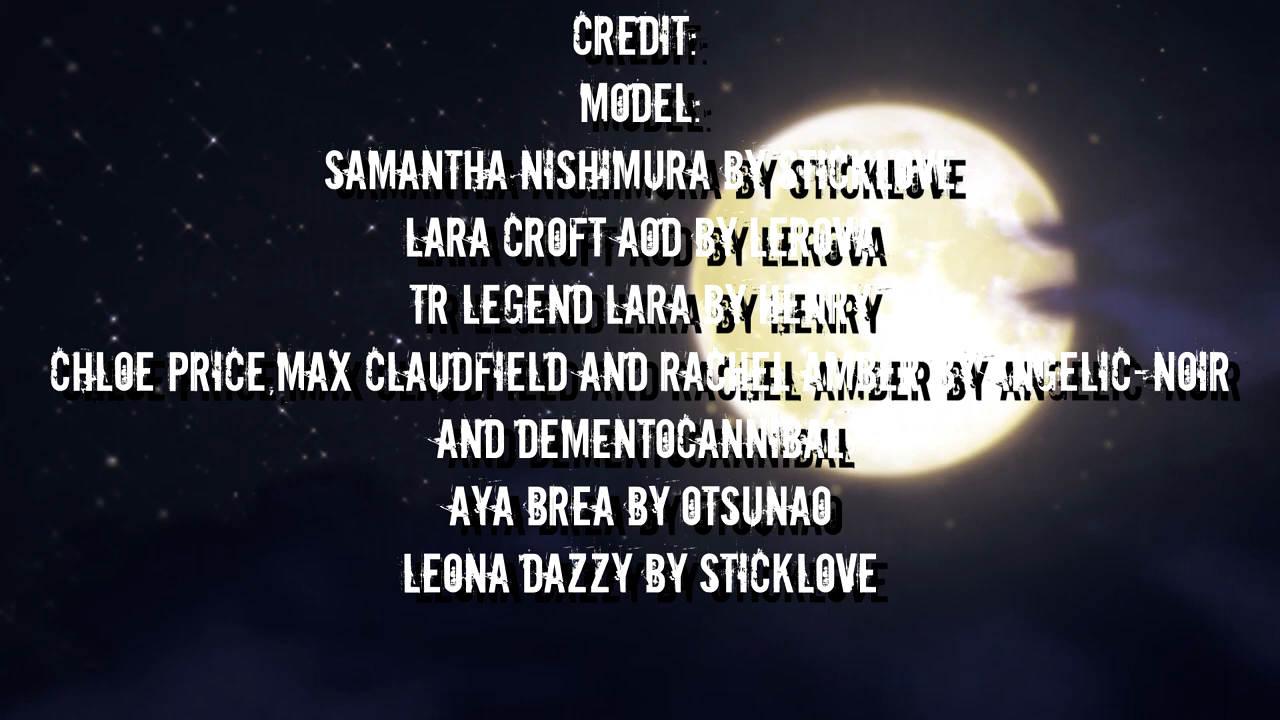 CREDIT:
MODEL:
SAMANTHA NISHIMURA BY STICKLOVE
LARA CROFT AOD BY LEROVA
TR LEGEND LARA BY HENRY
CHLOE PRICE,MAX CLAUDFIELD AND RACHEL AMBER BY ANGELIC-NOIR
AND DEMENTOCANNIBAL
AYA BREA BY OTSUNAO
LEONA DAZZY BY STICKLOVE